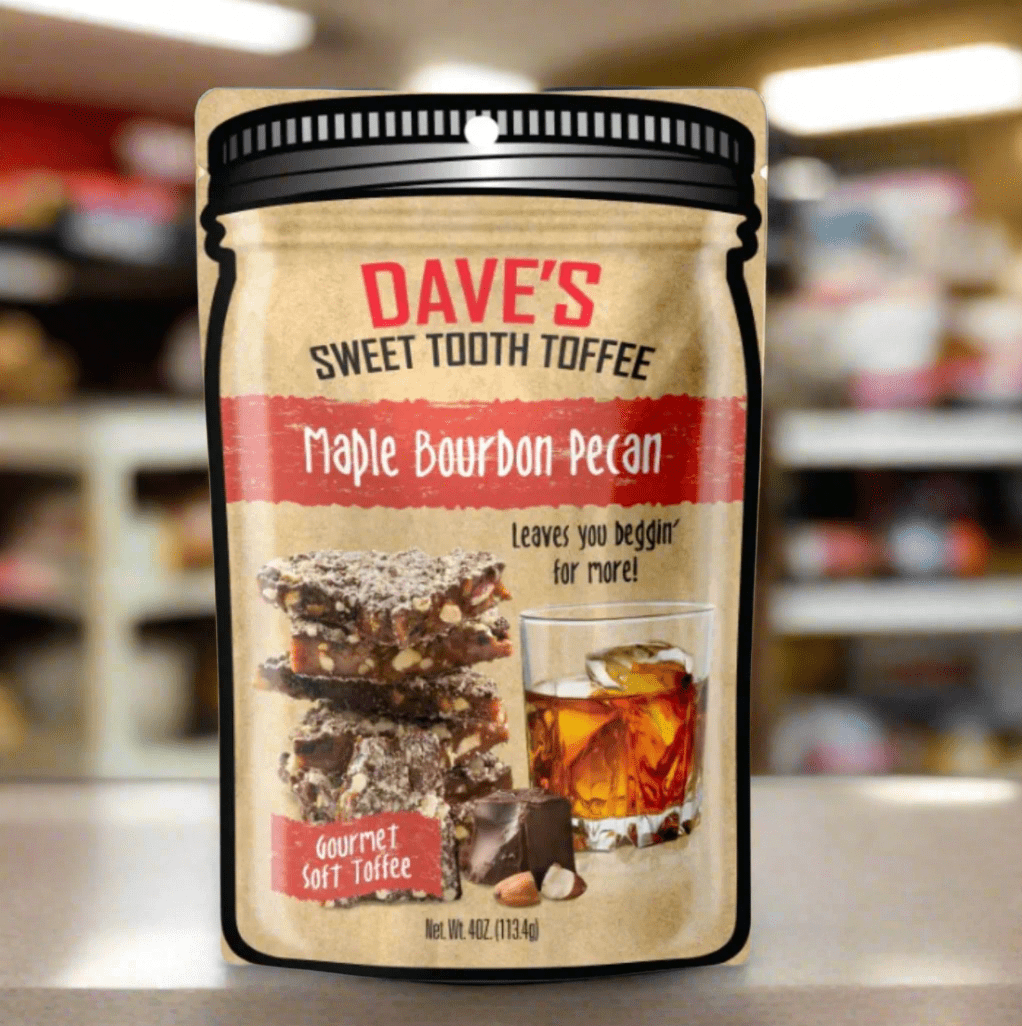 DAVE'S
SWEET TOOTH TOFFEE
Maple Bourbon Pecan
Leaves you beggin'
for more!
Gourmet
Soft Toffee
Net. Wt. 4OZ. (113.4g)